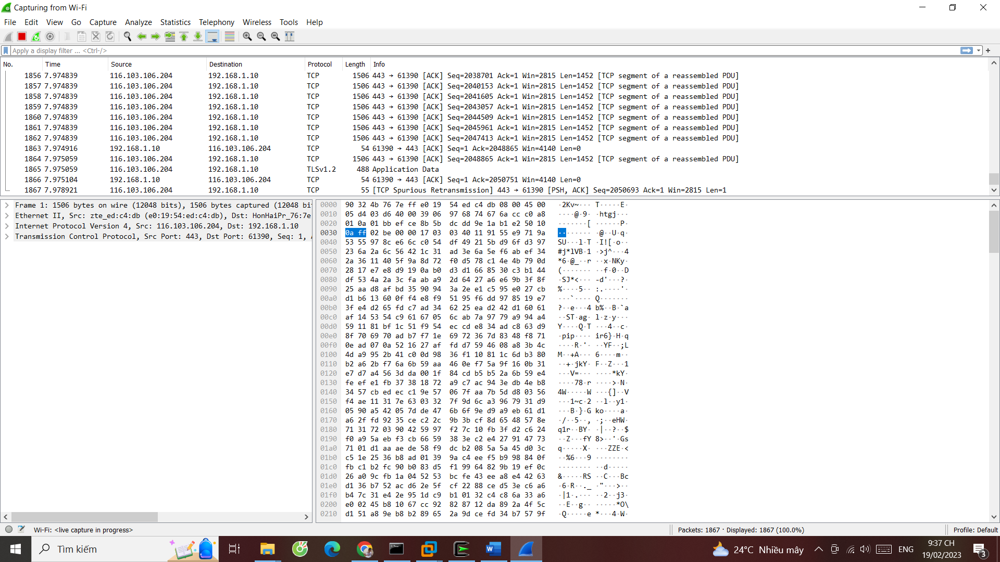 Capturing from Wi-Fi
File Edit View Go Capture Analyze Statistics Telephony Wireless Tools Help
Apply a display filter ... <Ctrl-/>
No. Time Source Destination Protocol Length Info
1856 7.974839 116.103.106.204 192.168.1.10 TCP 1506 443 → 61390 [ACK] Seq=2038701 Ack=1 Win=2815 Len=1452 [TCP segment of a reassembled PDU]
1857 7.974839 116.103.106.204 192.168.1.10 TCP 1506 443 → 61390 [ACK] Seq=2040153 Ack=1 Win=2815 Len=1452 [TCP segment of a reassembled PDU]
1858 7.974839 116.103.106.204 192.168.1.10 TCP 1506 443 → 61390 [ACK] Seq=2041605 Ack=1 Win=2815 Len=1452 [TCP segment of a reassembled PDU]
1859 7.974839 116.103.106.204 192.168.1.10 TCP 1506 443 → 61390 [ACK] Seq=2043057 Ack=1 Win=2815 Len=1452 [TCP segment of a reassembled PDU]
1860 7.974839 116.103.106.204 192.168.1.10 TCP 1506 443 → 61390 [ACK] Seq=2044509 Ack=1 Win=2815 Len=1452 [TCP segment of a reassembled PDU]
1861 7.974839 116.103.106.204 192.168.1.10 TCP 1506 443 → 61390 [ACK] Seq=2045961 Ack=1 Win=2815 Len=1452 [TCP segment of a reassembled PDU]
1862 7.974839 116.103.106.204 192.168.1.10 TCP 1506 443 → 61390 [ACK] Seq=2047413 Ack=1 Win=2815 Len=1452 [TCP segment of a reassembled PDU]
1863 7.974916 192.168.1.10 116.103.106.204 TCP 54 61390 → 443 [ACK] Seq=1 Ack=2048865 Win=4140 Len=0
1864 7.975059 116.103.106.204 192.168.1.10 TCP 1506 443 → 61390 [ACK] Seq=2048865 Ack=1 Win=2815 Len=1452 [TCP segment of a reassembled PDU]
1865 7.975059 116.103.106.204 192.168.1.10 TLSv1.2 488 Application Data
1866 7.975104 192.168.1.10 116.103.106.204 TCP 54 61390 → 443 [ACK] Seq=1 Ack=2050751 Win=4140 Len=0
1867 7.978921 116.103.106.204 192.168.1.10 TCP 55 [TCP Spurious Retransmission] 443 → 61390 [PSH, ACK] Seq=2050693 Ack=1 Win=2815 Len=1
Frame 1: 1506 bytes on wire (12048 bits), 1506 bytes captured (12048 bi
Ethernet II, Src: zte_ed:c4:db (e0:19:54:ed:c4:db), Dst: HonHaiPr_76:7e
Internet Protocol Version 4, Src: 116.103.106.204, Dst: 192.168.1.10
Transmission Control Protocol, Src Port: 443, Dst Port: 61390, Seq: 1,
0000 90 32 4b 76 7e ff e0 19 54 ed c4 db 08 00 45 00 ·2Kv~··· T·····E·
0010 05 d4 03 d6 40 00 39 06 97 68 74 67 6a cc c0 a8 ····@·9· ·htgj···
0020 01 0a 01 bb ef ce 8b 5b dc dd 9e 1a b1 e2 50 10 ·······[ ······P·
0030 0a ff 02 be 00 00 17 03 03 40 11 91 55 e9 71 9a ········ ·@··U·q·
0040 53 55 97 8c e6 6c c0 54 df 49 21 5b d9 6f d3 97 SU···l·T ·I![·o··
0050 23 6a 2a 6c 56 42 1c 31 ad 3e 6a 5e f6 ab ef 34 #j*lVB·1 ·>j^···4
0060 2a 36 11 40 5f 9a 8d 72 f0 d5 78 c1 4e 4b 79 0d *6·@_··r ··x·NKy·
0070 28 17 e7 e8 d9 19 0a b0 d3 d1 66 85 30 c3 b1 44 (······· ··f·0··D
0080 df 53 4a 2a 3c fa ab a9 2d 64 27 a6 e6 9b 3f 8f ·SJ*<··· -d'···?·
0090 25 aa d8 af bd 35 90 94 3a 2e e1 c5 95 e0 27 cb %····5·· :.····'·
00a0 d1 b6 13 60 0f f4 e8 f9 51 95 f6 dd 97 85 19 e7 ···`···· Q·······
00b0 3f e4 d2 65 fd c7 ad 34 62 25 ea d2 42 d1 60 61 ?··e···4 b%··B·`a
00c0 af 14 53 54 c9 61 67 05 6c ab 7a 97 79 a9 94 a4 ··ST·ag· l·z·y···
00d0 59 11 81 bf 1c 51 f9 54 ec cd e8 34 ad c8 63 d9 Y····Q·T ···4··c·
00e0 8f 70 69 70 ad b7 f7 1e 69 72 36 7d 83 48 f8 71 ·pip···· ir6}·H·q
00f0 0e ad 07 0a 52 16 27 af fd d7 59 46 08 a8 3b 4c ····R·'· ··YF··;L
0100 4d a9 95 2b 41 c0 0d 98 36 f1 10 81 1c 6d b3 80 M··+A··· 6····m··
0110 b2 a6 2b f7 6a 6b 59 aa 46 0e f7 5a 9f 16 0b 31 ··+·jkY· F··Z···1
0120 e7 d7 a4 56 3d da 00 1f 84 cd b5 b5 2a 6b 59 e4 ···V=··· ····*kY·
0130 fe ef e1 fb 37 38 18 72 a9 c7 ac 94 3e db 4e b8 ····78·r ····>·N·
0140 34 57 cb ed ec c1 9e 57 06 7f aa 7b 5d d8 03 56 4W·····W ···{]··V
0150 f4 ae 11 31 7e 63 03 32 7f 9d 6c a3 96 79 31 d9 ···1~c·2 ··l··y1·
0160 05 90 a5 42 05 7d de 47 6b 6f 9e d9 a9 eb 61 d1 ···B·}·G ko····a·
0170 a6 2f fd 92 35 ce c2 2c 9b 3b cf 8d 65 48 57 8e ·/··5··, ·;··eHW·
0180 71 31 72 03 90 42 59 97 f2 7c 10 fb 3f d2 c6 24 q1r··BY· ·|··?··$
0190 f0 a9 5a eb f3 cb 66 59 38 3e c2 e4 27 91 47 73 ··Z···fY 8>··'·Gs
01a0 71 01 d1 aa ae de 58 f9 dc b2 08 5a 5a 45 d0 3c q·····X· ···ZZE·<
01b0 c5 1e 25 36 b8 ad 01 39 9a c4 ee f5 b9 98 84 0f ··%6···9 ········
01c0 fb c1 b2 fc 90 b0 83 d5 f1 99 64 82 9b 19 ef 0c ········ ··d·····
01d0 26 a0 9c fb 1a 04 52 53 bc fe 43 ee a8 e4 42 63 &·····RS ··C···Bc
01e0 d1 36 b7 52 ac d6 2e 5f cf 22 88 ce d5 3e c6 a6 ·6·R··._ ·"···>··
01f0 b4 7c 31 e4 2e 95 1d c9 b1 01 32 c4 c8 6a 33 a6 ·|1·.··· ··2··j3·
0200 e0 02 45 b8 10 67 cc 92 82 87 12 da 89 2a 4f 5c ··E··g·· ·····*O\
0210 d1 51 a8 9e b8 b2 89 65 2a 9d ce fd 34 b7 57 9f ·Q·····e *···4·W·
Wi-Fi: <live capture in progress> Packets: 1867 · Displayed: 1867 (100.0%) Profile: Default
Tìm kiếm 24°C Nhiều mây ENG 9:37 CH
19/02/2023 3